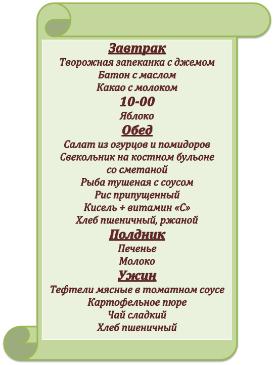 Завтрак
Творожная запеканка с джемом
Батон с маслом
Какао с молоком
10-00
Яблоко
Обед
Салат из огурцов и помидоров
Свекольник на костном бульоне
со сметаной
Рыба тушеная с соусом
Рис припущенный
Кисель + витамин «С»
Хлеб пшеничный, ржаной
Полдник
Печенье
Молоко
Ужин
Тефтели мясные в томатном соусе
Картофельное пюре
Чай сладкий
Хлеб пшеничный